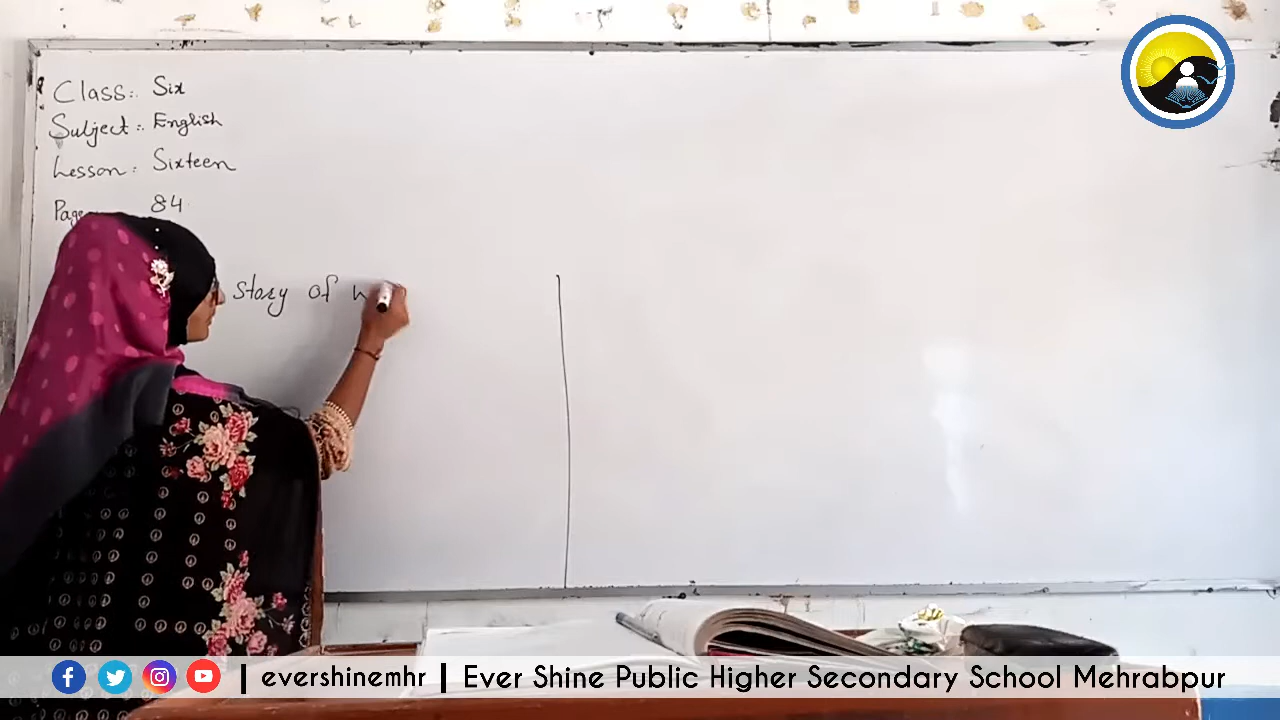 Class:. Six
Subject:. English
Lesson: Sixteen
Page 84
story of
| evershinemhr | Ever Shine Public Higher Secondary School Mehrabpur